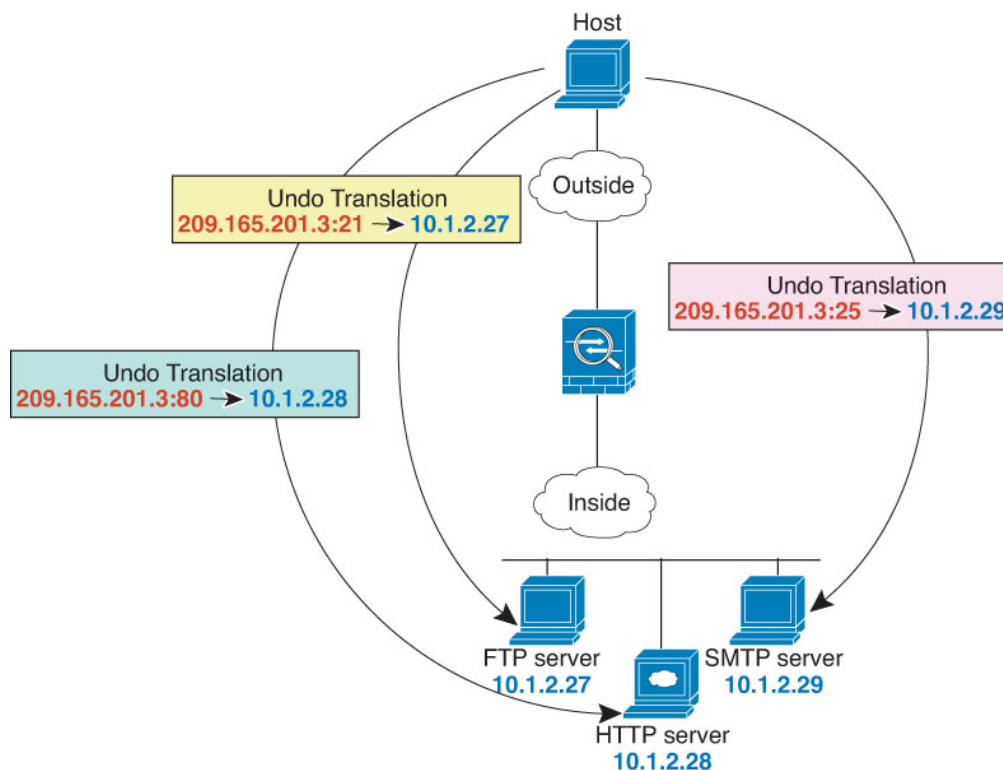 Host
Outside
Undo Translation
209.165.201.3:21 → 10.1.2.27
Undo Translation
209.165.201.3:25 → 10.1.2.29
Undo Translation
209.165.201.3:80 → 10.1.2.28
Inside
FTP server
10.1.2.27
SMTP server
10.1.2.29
HTTP server
10.1.2.28